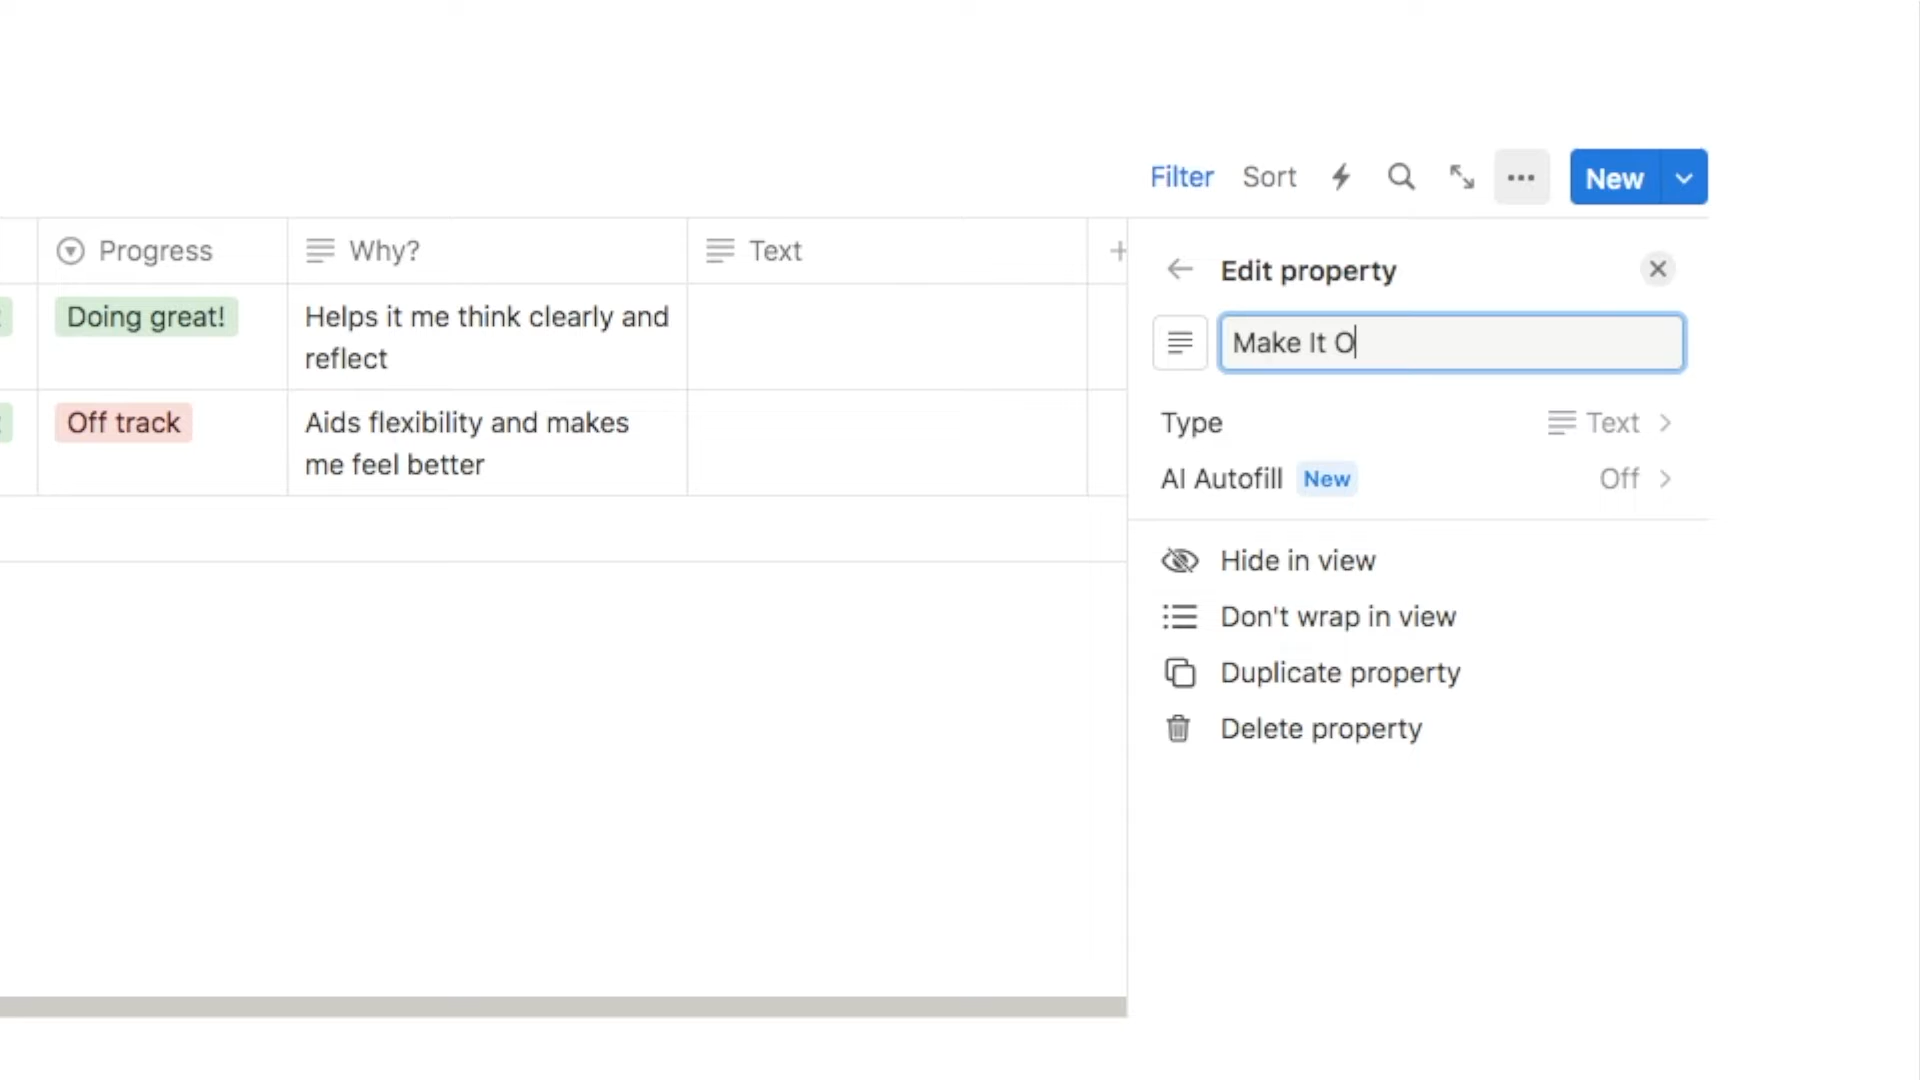 Filter Sort New
Progress Why? Text
Doing great! Helps it me think clearly and
reflect
Off track Aids flexibility and makes
me feel better
Edit property
Make It O
Type Text
AI Autofill New Off
Hide in view
Don't wrap in view
Duplicate property
Delete property